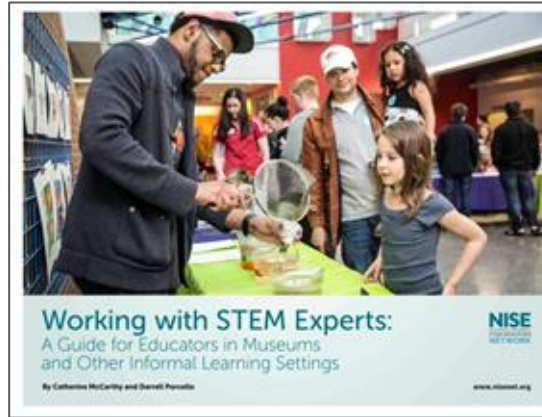 Working with STEM Experts:
A Guide for Educators in Museums
and Other Informal Learning Settings
NISE
NETWORK
By Catherine McCarthy and Darrell Porcello
www.nisenet.org